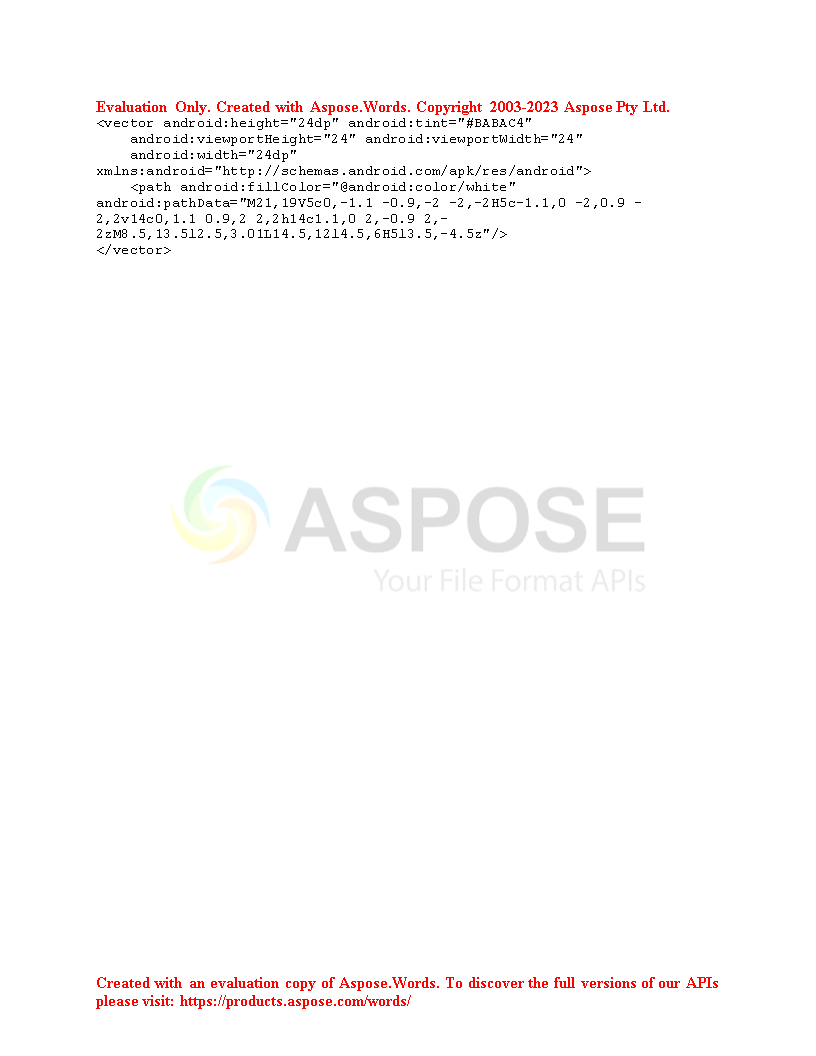 Evaluation Only. Created with Aspose.Words. Copyright 2003-2023 Aspose Pty Ltd.
<vector android:height="24dp" android:tint="#BABAC4"
    android:viewportHeight="24" android:viewportWidth="24"
    android:width="24dp"
xmlns:android="http://schemas.android.com/apk/res/android">
    <path android:fillColor="@android:color/white"
android:pathData="M21,19V5c0,-1.1 -0.9,-2 -2,-2H5c-1.1,0 -2,0.9 -
2,2v14c0,1.1 0.9,2 2,2h14c1.1,0 2,-0.9 2,-
2zM8.5,13.5l2.5,3.01L14.5,12l4.5,6H5l3.5,-4.5z"/>
</vector>
ASPOSE
Your File Format APIs
Created with an evaluation copy of Aspose.Words. To discover the full versions of our APIs
please visit: https://products.aspose.com/words/